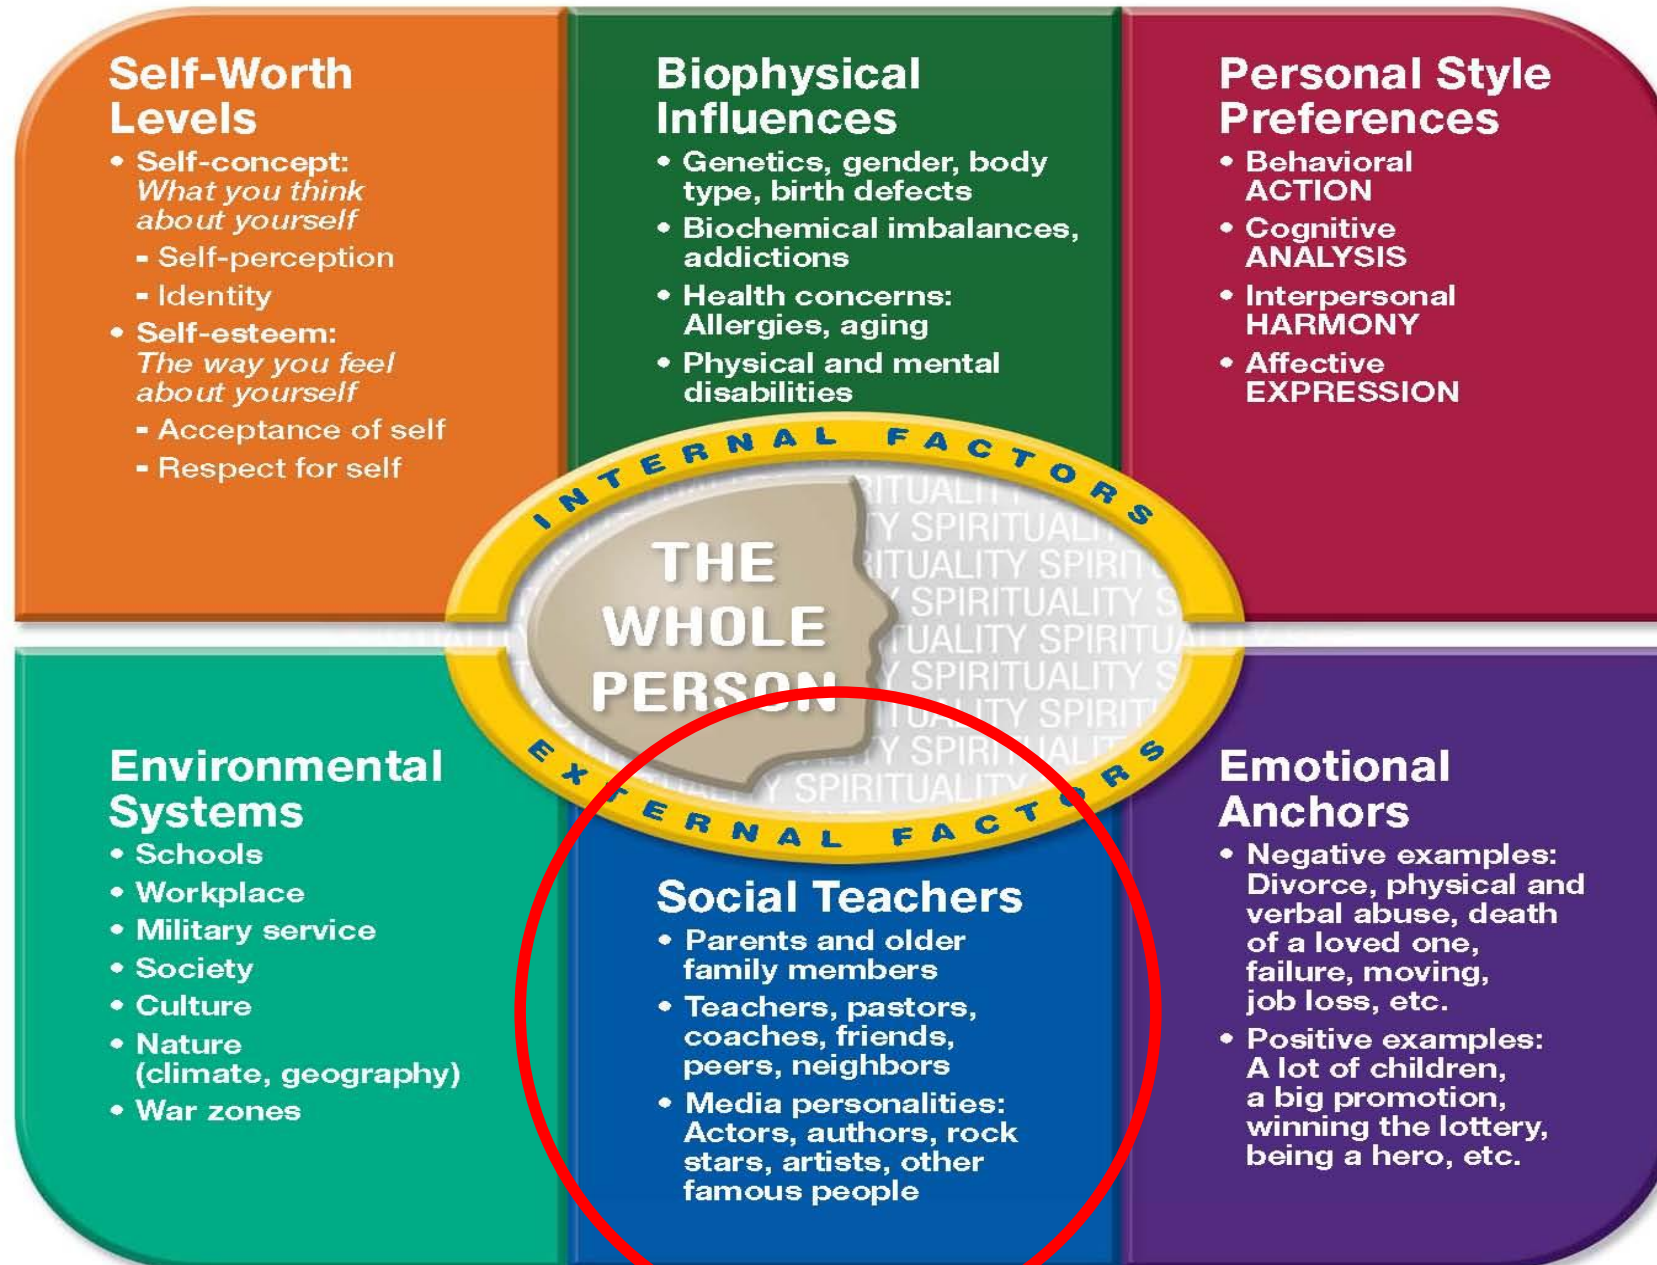 Self-Worth
Levels
• Self-concept:
What you think
about yourself
- Self-perception
- Identity
• Self-esteem:
The way you feel
about yourself
- Acceptance of self
- Respect for self
Biophysical
Influences
• Genetics, gender, body
type, birth defects
• Biochemical imbalances,
addictions
• Health concerns:
Allergies, aging
• Physical and mental
disabilities
Personal Style
Preferences
• Behavioral
ACTION
• Cognitive
ANALYSIS
• Interpersonal
HARMONY
• Affective
EXPRESSION
INTERNAL FACTORS
THE
WHOLE
PERSON
SPIRITUALITY
SPIRITUALITY
SPIRITUALITY
SPIRITUALITY
EXTERNAL FACTORS
Environmental
Systems
• Schools
• Workplace
• Military service
• Society
• Culture
• Nature
(climate, geography)
• War zones
Social Teachers
• Parents and older
family members
• Teachers, pastors,
coaches, friends,
peers, neighbors
• Media personalities:
Actors, authors, rock
stars, artists, other
famous people
Emotional
Anchors
• Negative examples:
Divorce, physical and
verbal abuse, death
of a loved one,
failure, moving,
job loss, etc.
• Positive examples:
A lot of children,
a big promotion,
winning the lottery,
being a hero, etc.